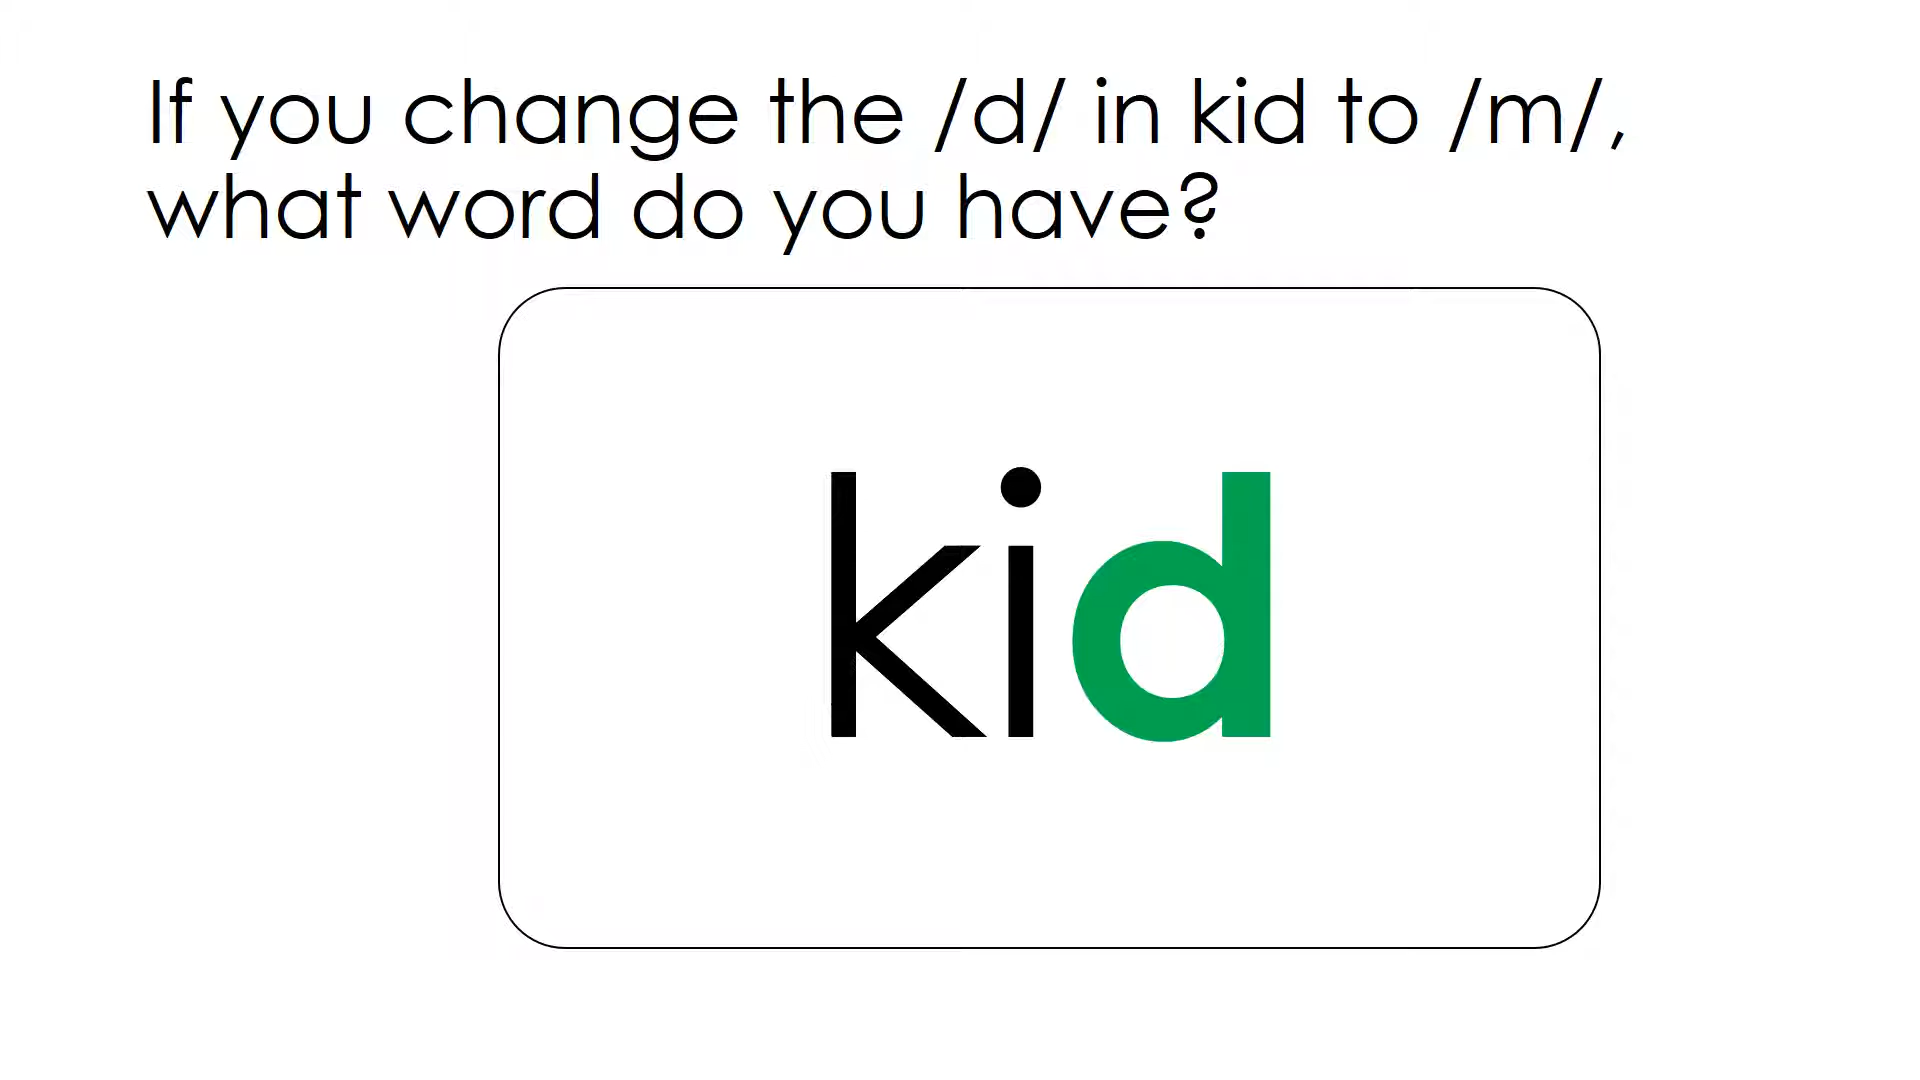 If you change the /d/ in kid to /m/,
what word do you have?
kid